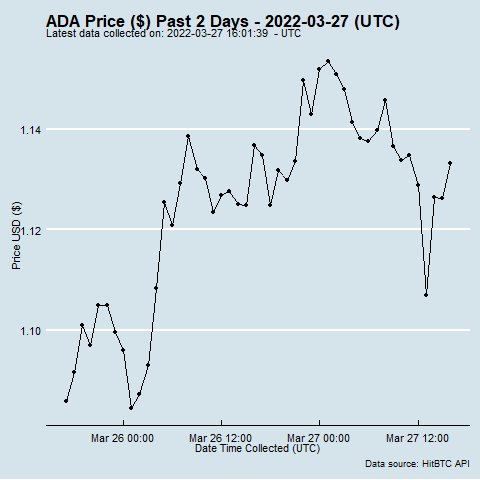 ADA Price ($) Past 2 Days - 2022-03-27 (UTC)
Latest data collected on: 2022-03-27 16:01:39  - UTC
1.14
1.12
1.10
Price USD ($)
Mar 26 00:00 Mar 26 12:00 Mar 27 00:00 Mar 27 12:00
Date Time Collected (UTC)
Data source: HitBTC API